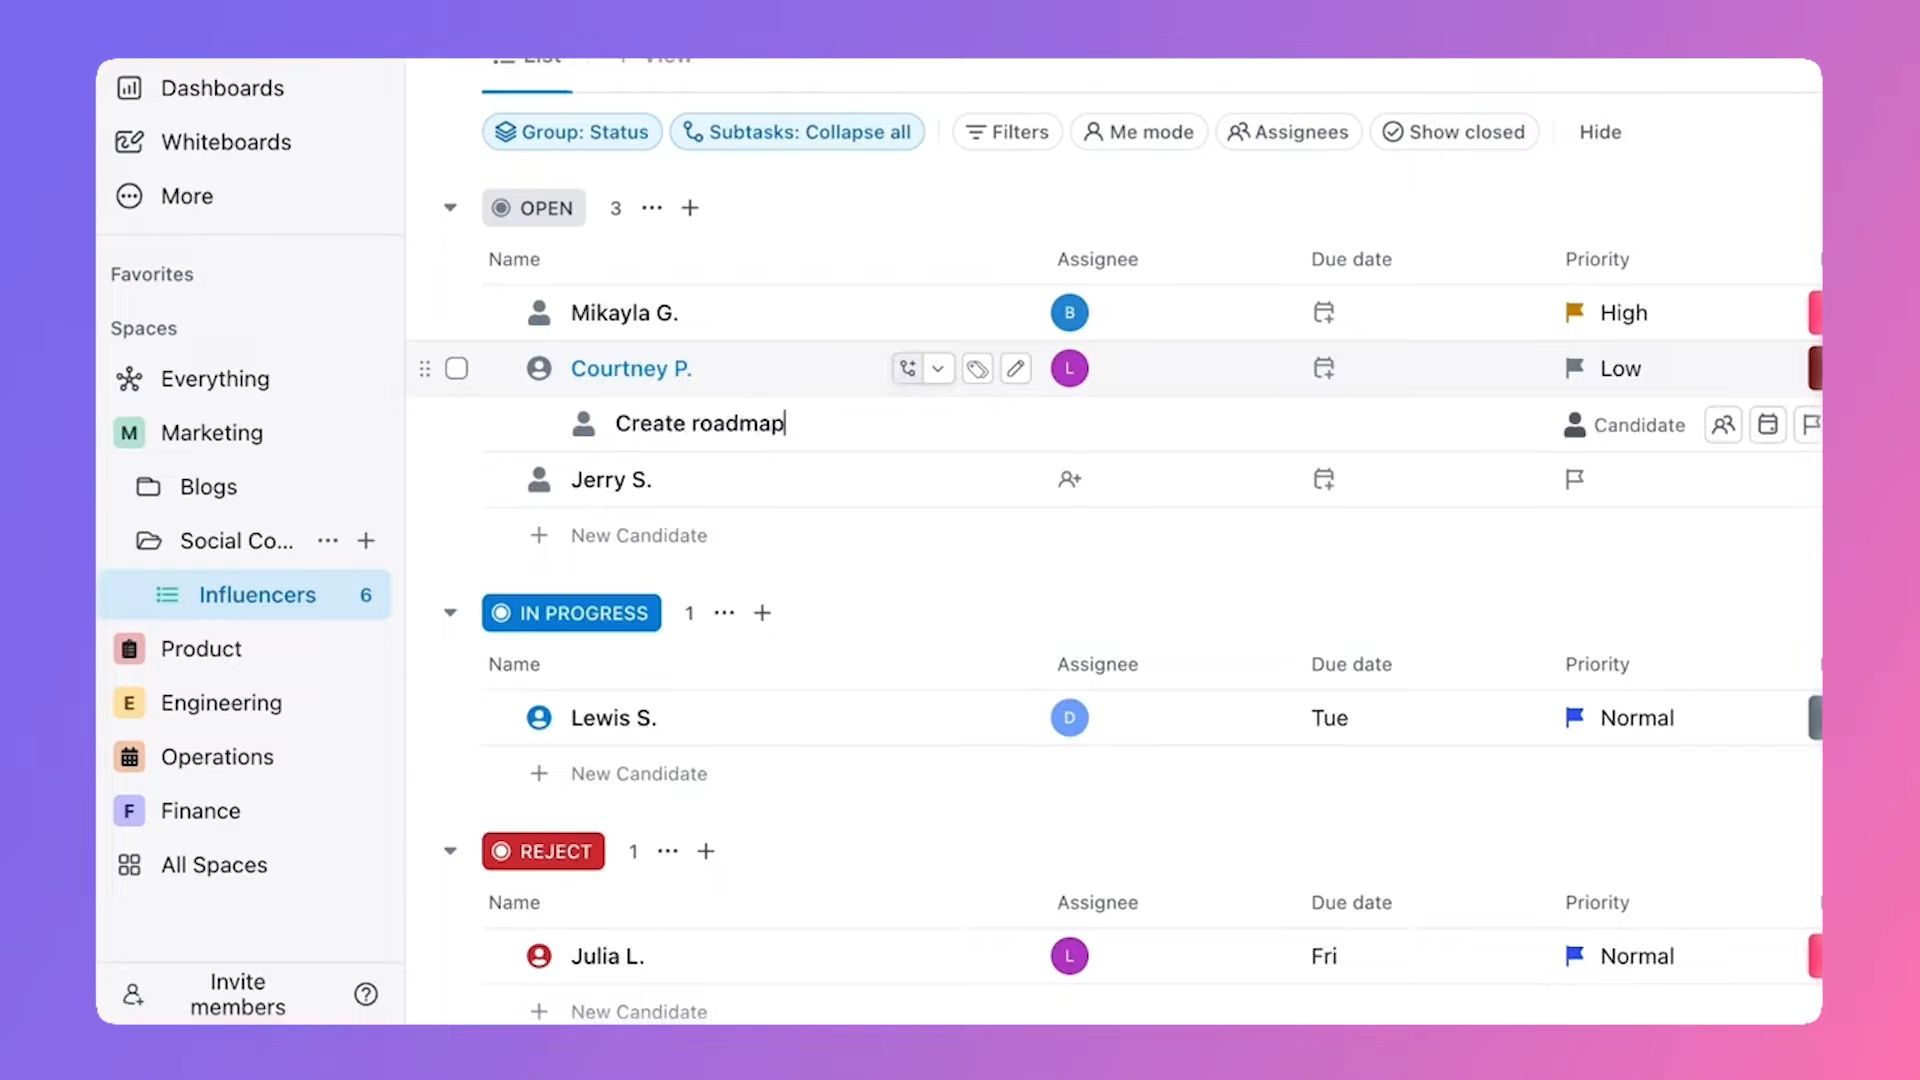 Dashboards
Whiteboards
More
Favorites
Spaces
Everything
M Marketing
Blogs
Social Co...
Influencers 6
Product
E Engineering
Operations
F Finance
All Spaces
Invite
members
List + View
Group: Status Subtasks: Collapse all Filters Me mode Assignees Show closed Hide
OPEN 3
Name Assignee Due date Priority
Mikayla G. B High
Courtney P. L Low
Create roadmap Candidate
Jerry S.
New Candidate
IN PROGRESS 1
Name Assignee Due date Priority
Lewis S. D Tue Normal
New Candidate
REJECT 1
Name Assignee Due date Priority
Julia L. L Fri Normal
New Candidate